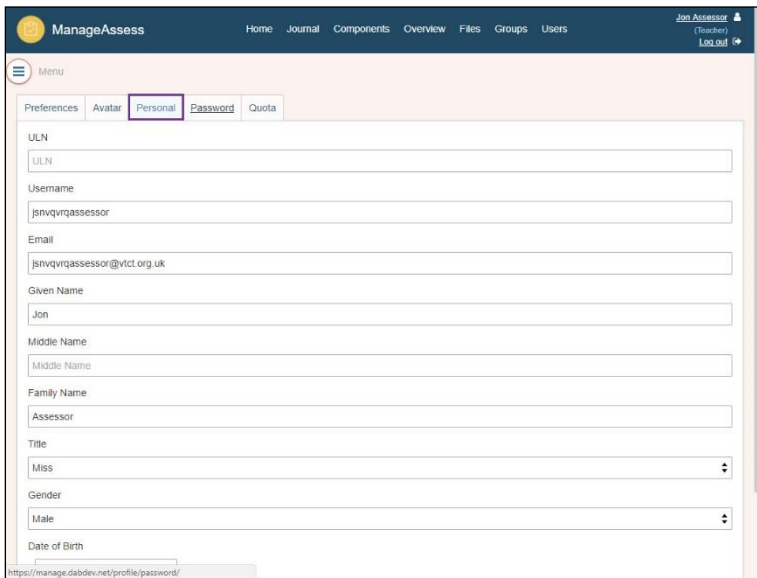 ManageAssess Home Journal Components Overview Files Groups Users Jon Assessor
(Teacher)
Log out
Menu
Preferences Avatar Personal Password Quota
ULN
ULN
Username
jsnvqvrqassessor
Email
jsnvqvrqassessor@vtct.org.uk
Given Name
Jon
Middle Name
Middle Name
Family Name
Assessor
Title
Miss
Gender
Male
Date of Birth
https://manage.dabdev.net/profile/password/